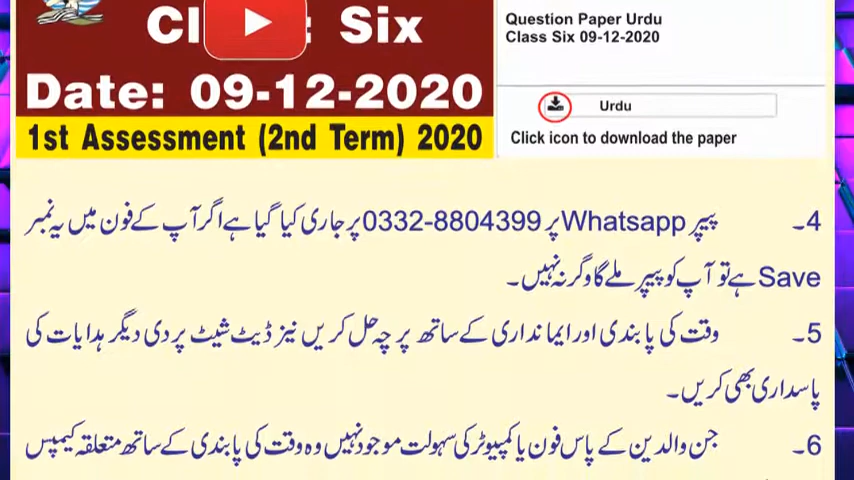 Cl : Six
Date: 09-12-2020
1st Assessment (2nd Term) 2020
Question Paper Urdu
Class Six 09-12-2020
Urdu
Click icon to download the paper
4۔ پیپر Whatsapp پر 0332-8804399 پر جاری کیا گیا ہے اگر آپ کے فون میں یہ نمبر
Save ہے تو آپ کو پیپر ملے گا وگرنہ نہیں۔
5۔ وقت کی پابندی اور ایمانداری کے ساتھ پرچہ حل کریں نیز ڈیٹ شیٹ پر دی دیگر ہدایات کی
پاسداری بھی کریں۔
6۔ جن والدین کے پاس فون یا کمپیوٹر کی سہولت موجود نہیں وہ وقت کی پابندی کے ساتھ متعلقہ کیمپس